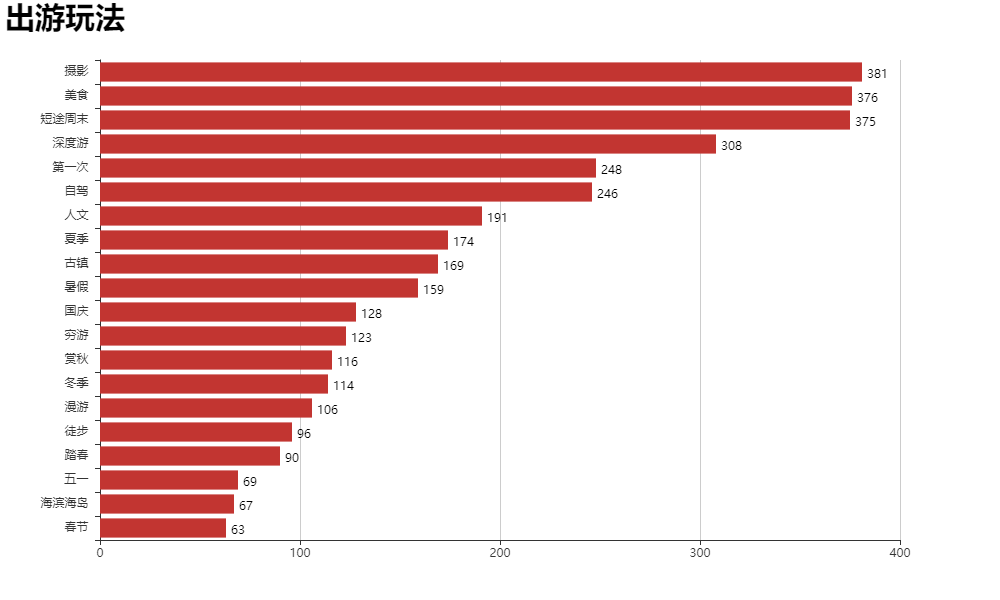 出游玩法
摄影 381
美食 376
短途周末 375
深度游 308
第一次 248
自驾 246
人文 191
夏季 174
古镇 169
暑假 159
国庆 128
穷游 123
赏秋 116
冬季 114
漫游 106
徒步 96
踏春 90
五一 69
海滨海岛 67
春节 63
0 100 200 300 400